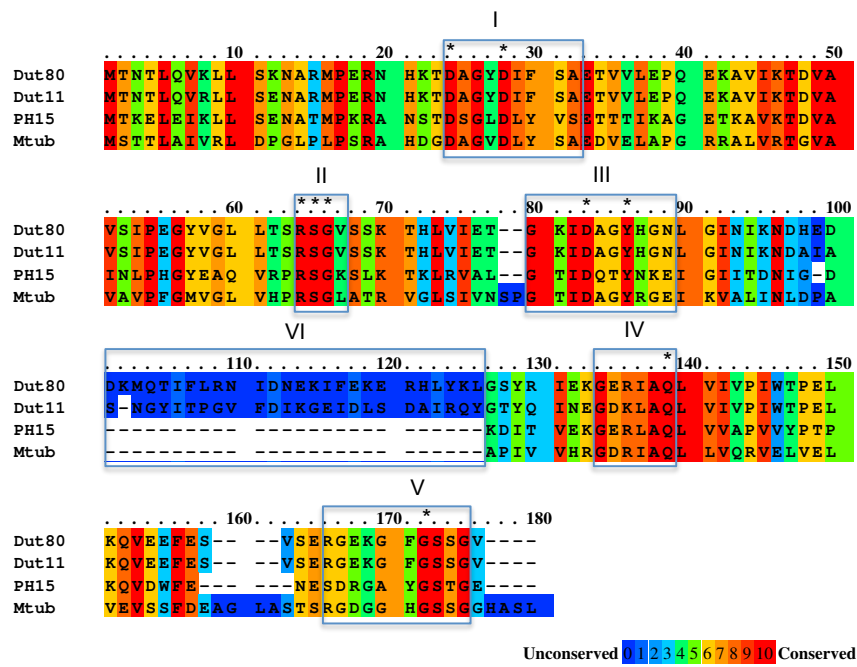 I
. . . . . . . . 10 . . . . . . . . 20 . . . . * . . * . 30 . . . . . . . . 40 . . . . . . . . 50
Dut80 MTNTLQVKLL SKNARMPERN HKTDAGYDIF SAETVVLEPQ EKAVIKTDVA
Dut11 MTNTLQVRLL SENARMPERN HKTDAGYDIF SAETVVLEPQ EKAVIKTDVA
PH15 MTKELEIKLL SENATMPKRA HKTDSGLDLY VSETTTIKAG ETKAVKTDVA
Mtub MSTTLAIVRL DPGLPLPSRA HDGDAGVDLY SAEDVELAPG RRALVRTGVA
II III
. . . . . . . . 60 . . . . *** . . . 70 . . . . . . . . 80 . . . * . . * . . 90 . . . . . . . . 100
Dut80 VSIPEGYVGL LTSRSGVSSK THLVIET--G KIDAGYHGNL GINIKNDHED
Dut11 VSIPEGYVGL LTSRSGVSSK THLVIET--G KIDAGYHGNL GINIKNDAIA
PH15 INLPHGYEAQ VRPRSGKSLK TKLRVAL--G TIDQTYNKEI GIITDNIG-D
Mtub VAVPFGMVGL VHPRSGLATR VGLSIVNSPG TIDAGYRGEI KVALINLDPA
VI IV
. . . . . . . . 110 . . . . . . . . 120 . . . . . . . . 130 . . . . . . . . * 140 . . . . . . . . 150
Dut80 DKMQTIFLRN IDNEKIFEKE RHLYKLGSYR IEKGERIAQL VIVPIWTPEL
Dut11 S-NGYITPGV FDIKGEIDLS DAIRQYGTYQ INEGDKLAQL VIVPIWTPEL
PH15 ---------- ---------- ------KDIT VEKGERLAQL VVAPVVYPTP
Mtub ---------- ---------- ------APIV VHRGDRIAQL LVQRVELVEL
V
. . . . . . . . 160 . . . . . . . . 170 . . * . . . . . . 180
Dut80 KQVEEFES-- --VSERGEKG FGSSGV----
Dut11 KQVEEFES-- --VSERGEKG FGSSGV----
PH15 KQVDWFE--- ---NESDRGA YGSTGE----
Mtub VEVSSFDEAG LASTSRGDGG HGSSGGHASL
Unconserved 0 1 2 3 4 5 6 7 8 9 10 Conserved